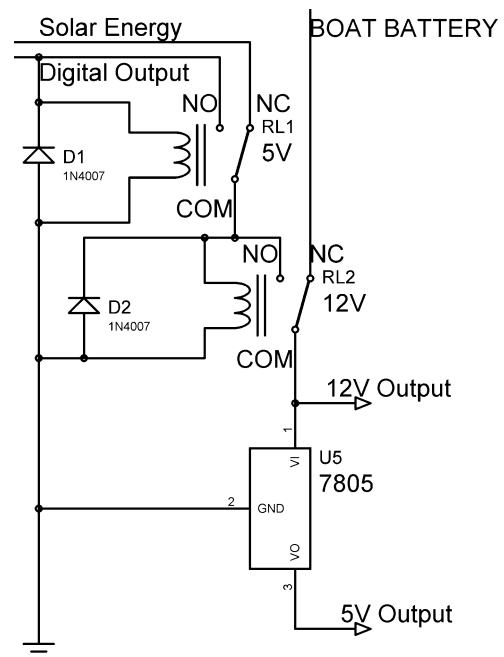 Solar Energy
BOAT BATTERY
Digital Output
NO NC
RL1
5V
D1
1N4007
COM
NO NC
RL2
12V
D2
1N4007
COM
12V Output
1
VI
U5
7805
2
GND
VO
3
5V Output